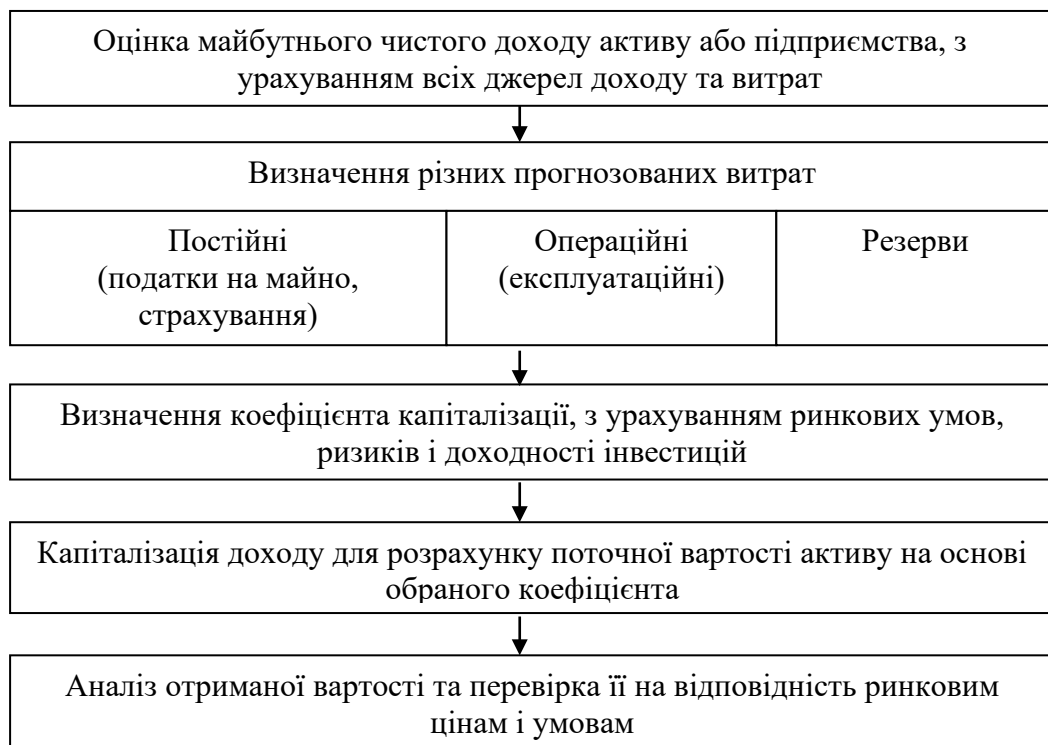 Оцінка майбутнього чистого доходу активу або підприємства, з
урахуванням всіх джерел доходу та витрат
Визначення різних прогнозованих витрат
Постійні
(податки на майно,
страхування)
Операційні
(експлуатаційні)
Резерви
Визначення коефіцієнта капіталізації, з урахуванням ринкових умов,
ризиків і доходності інвестицій
Капіталізація доходу для розрахунку поточної вартості активу на основі
обраного коефіцієнта
Аналіз отриманої вартості та перевірка її на відповідність ринковим
цінам і умовам